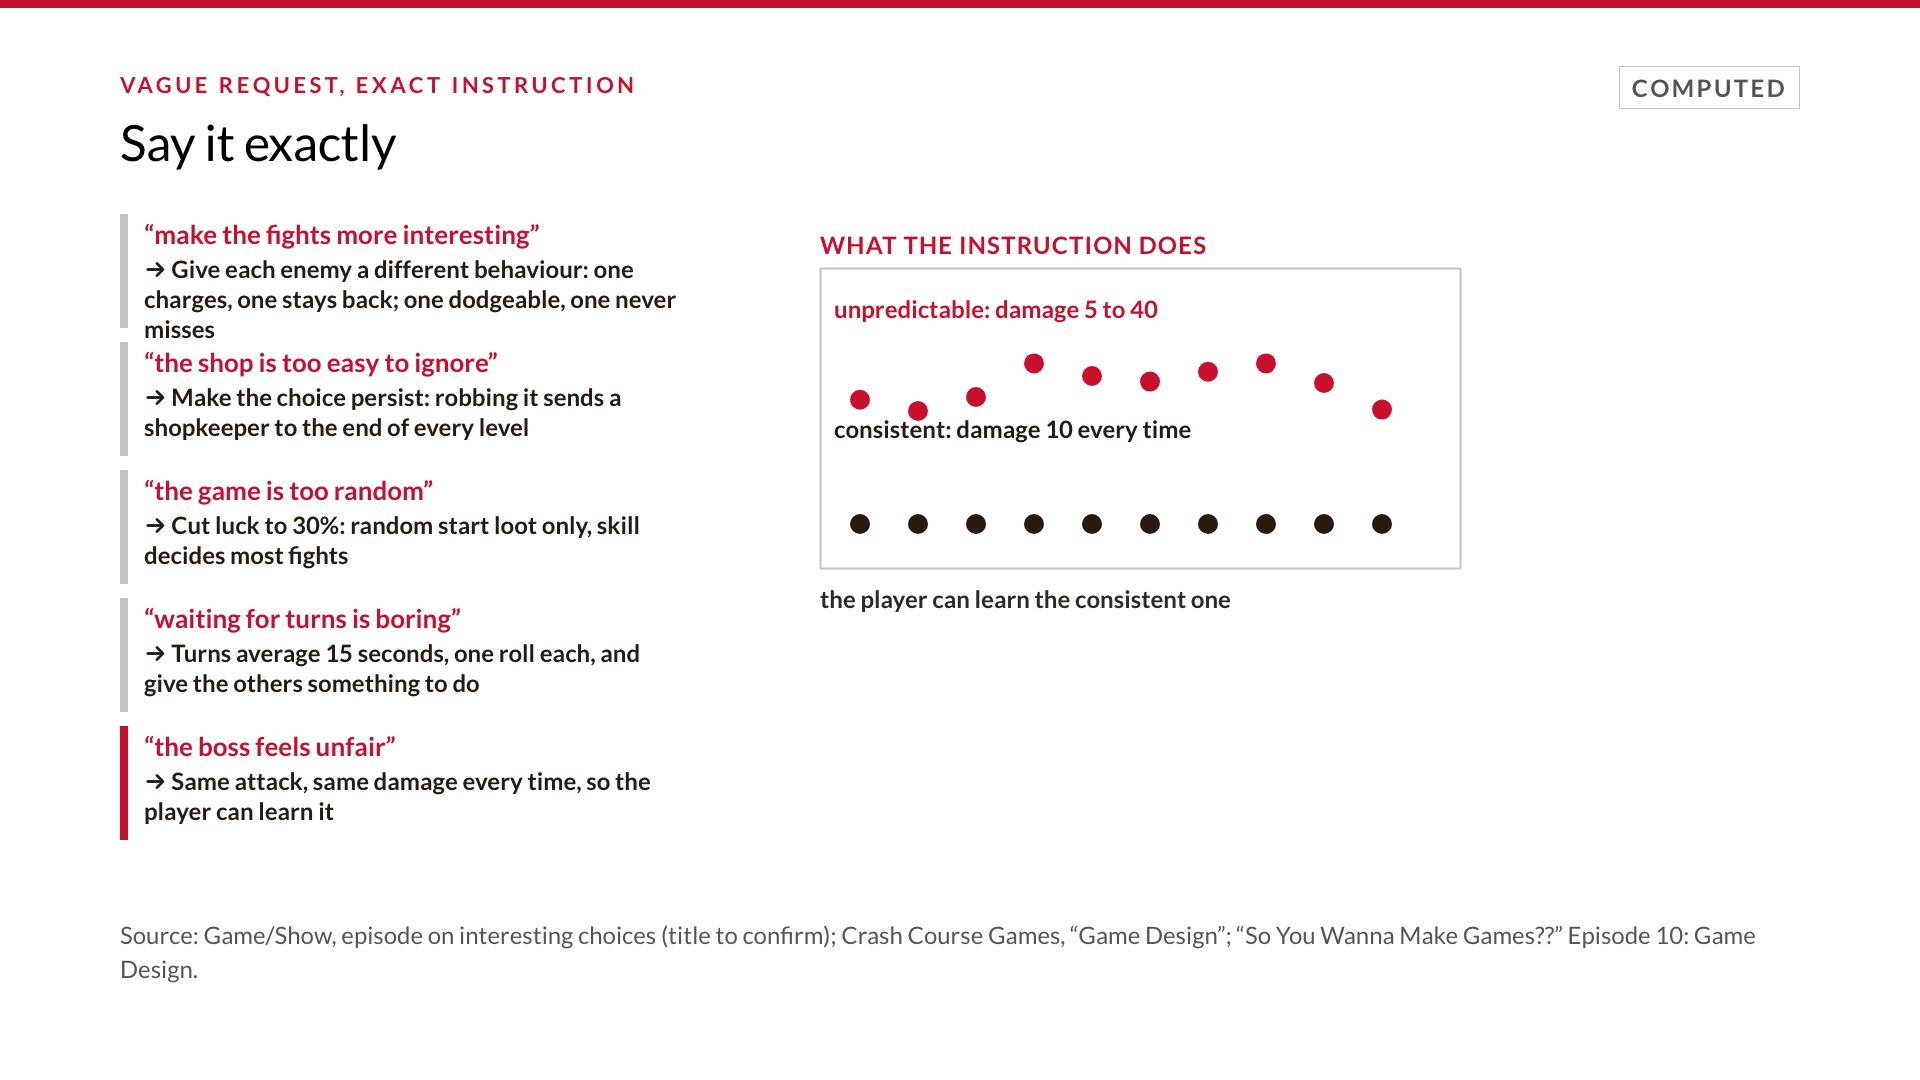 VAGUE REQUEST, EXACT INSTRUCTION
COMPUTED
Say it exactly
“make the fights more interesting”
→ Give each enemy a different behaviour: one
charges, one stays back; one dodgeable, one never
misses
“the shop is too easy to ignore”
→ Make the choice persist: robbing it sends a
shopkeeper to the end of every level
“the game is too random”
→ Cut luck to 30%: random start loot only, skill
decides most fights
“waiting for turns is boring”
→ Turns average 15 seconds, one roll each, and
give the others something to do
“the boss feels unfair”
→ Same attack, same damage every time, so the
player can learn it
WHAT THE INSTRUCTION DOES
unpredictable: damage 5 to 40
consistent: damage 10 every time
the player can learn the consistent one
Source: Game/Show, episode on interesting choices (title to confirm); Crash Course Games, “Game Design”; “So You Wanna Make Games??” Episode 10: Game
Design.